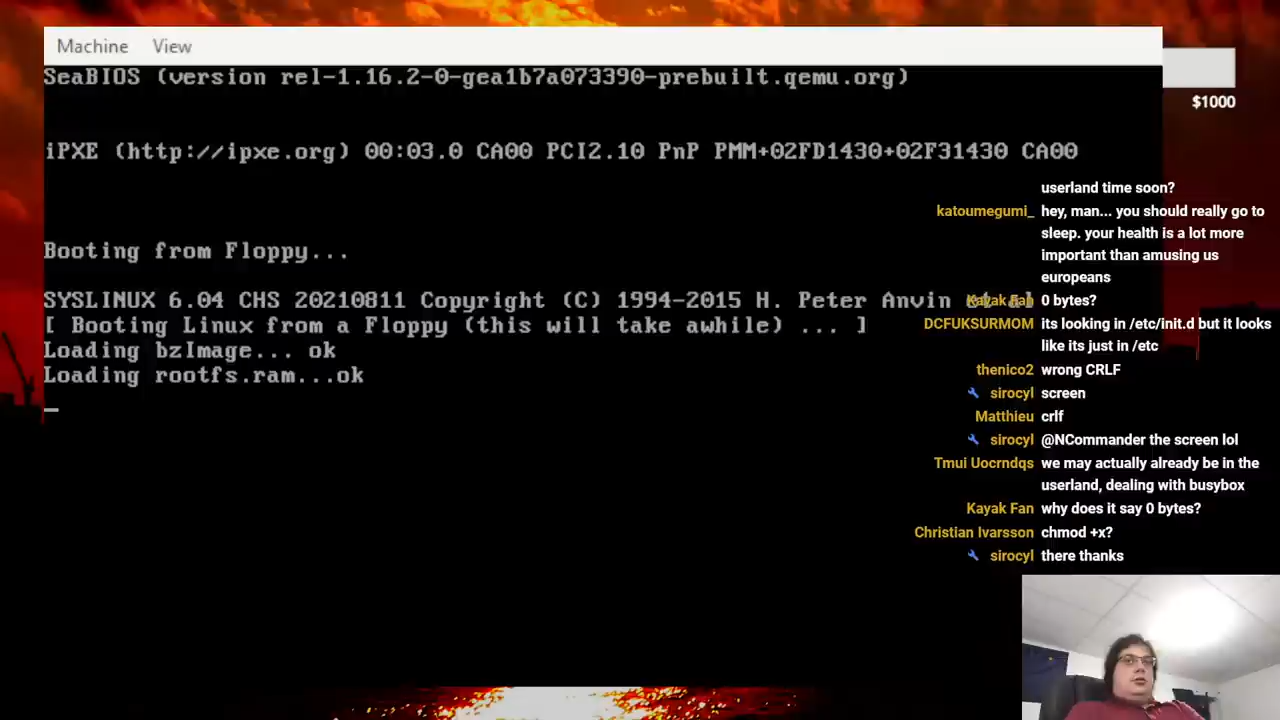 Machine View
SeaBIOS (version rel-1.16.2-0-gea1b7a073390-prebuilt.qemu.org)
$1000
iPXE (http://ipxe.org) 00:03.0 CA00 PCI2.10 PnP PMM+02FD1430+02F31430 CA00
Booting from Floppy...
SYSLINUX 6.04 CHS 20210811 Copyright (C) 1994-2015 H. Peter Anvin et al
[ Booting Linux from a Floppy (this will take awhile) ... ]
Loading bzImage... ok
Loading rootfs.ram...ok
userland time soon?
katoumegumi_ hey, man... you should really go to
sleep. your health is a lot more
important than amusing us
europeans
Kayak Fan 0 bytes?
DCFUKSURMOM its looking in /etc/init.d but it looks
like its just in /etc
thenico2 wrong CRLF
sirocyl screen
Matthieu crlf
sirocyl @NCommander the screen lol
Tmui Uocrndqs we may actually already be in the
userland, dealing with busybox
Kayak Fan why does it say 0 bytes?
Christian Ivarsson chmod +x?
sirocyl there thanks